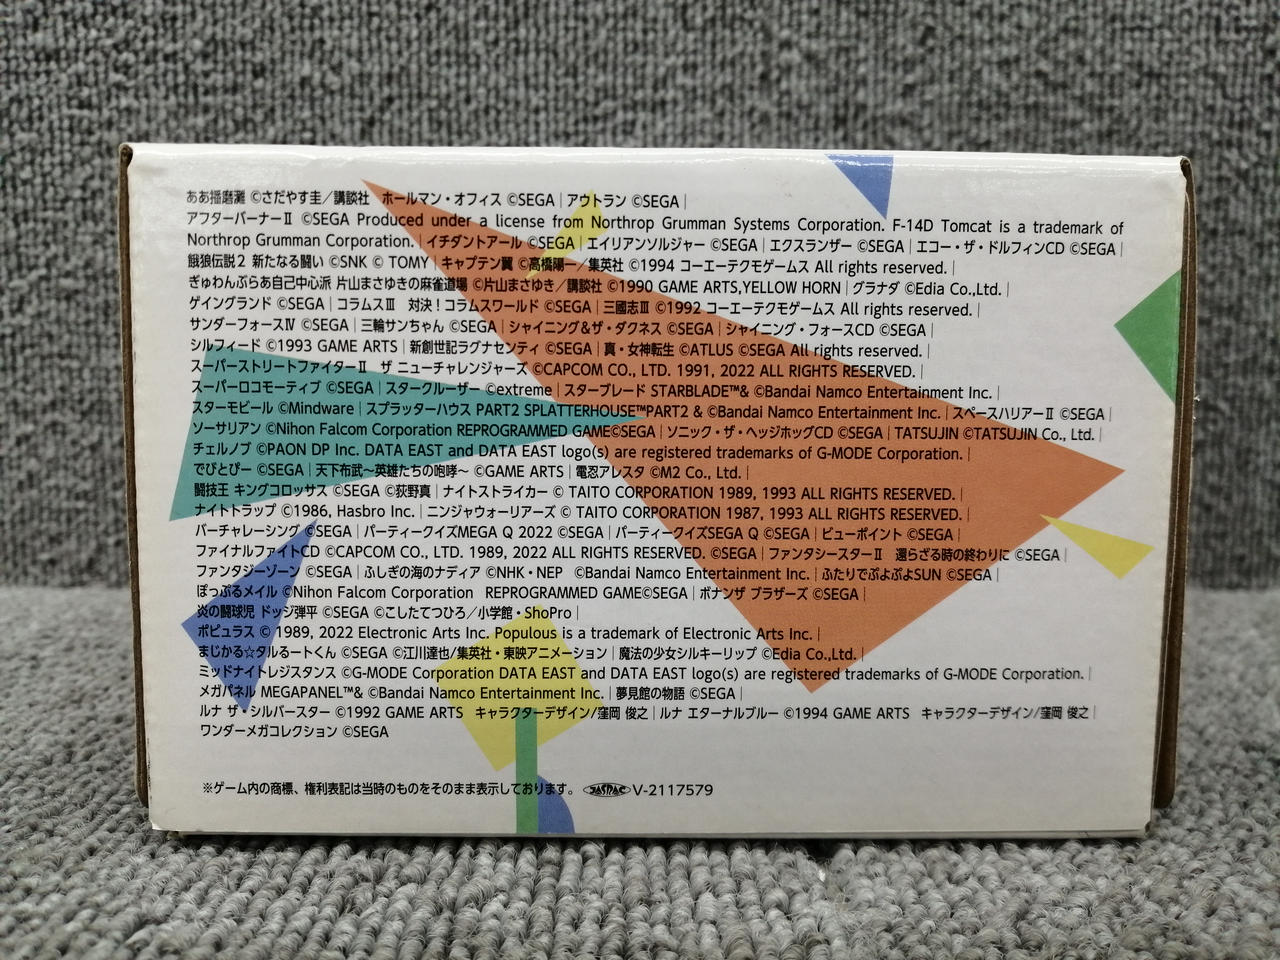 ああ播磨灘 ©さだやす圭／講談社　ホールマン・オフィス ©SEGA｜アウトラン ©SEGA｜
アフターバーナーⅡ ©SEGA Produced under a license from Northrop Grumman Systems Corporation. F-14D Tomcat is a trademark of
Northrop Grumman Corporation.｜イチダントアール ©SEGA｜エイリアンソルジャー ©SEGA｜エクスランザー ©SEGA｜エコー・ザ・ドルフィンCD ©SEGA｜
餓狼伝説２ 新たなる闘い ©SNK © TOMY｜キャプテン翼 ©高橋陽一／集英社 ©1994 コーエーテクモゲームス All rights reserved.｜
ぎゅわんぶらあ自己中心派 片山まさゆきの麻雀道場 ©片山まさゆき／講談社 ©1990 GAME ARTS,YELLOW HORN｜グラナダ ©Edia Co.,Ltd.｜
ゲイングランド ©SEGA｜コラムスⅢ　対決！コラムスワールド ©SEGA｜三國志Ⅲ ©1992 コーエーテクモゲームス All rights reserved.｜
サンダーフォースⅣ ©SEGA｜三輪サンちゃん ©SEGA｜シャイニング&ザ・ダクネス ©SEGA｜シャイニング・フォースCD ©SEGA｜
シルフィード ©1993 GAME ARTS｜新創世記ラグナセンティ ©SEGA｜真・女神転生 ©ATLUS ©SEGA All rights reserved.｜
スーパーストリートファイターⅡ　ザ ニューチャレンジャーズ ©CAPCOM CO., LTD. 1991, 2022 ALL RIGHTS RESERVED.｜
スーパーロコモーティブ ©SEGA｜スタークルーザー ©extreme｜スターブレード STARBLADE™& ©Bandai Namco Entertainment Inc.｜
スターモビール ©Mindware｜スプラッターハウス PART2 SPLATTERHOUSE™PART2 & ©Bandai Namco Entertainment Inc.｜スペースハリアーⅡ ©SEGA｜
ソーサリアン ©Nihon Falcom Corporation REPROGRAMMED GAME©SEGA｜ソニック・ザ・ヘッジホッグCD ©SEGA｜TATSUJIN ©TATSUJIN Co., Ltd.｜
チェルノブ ©PAON DP Inc. DATA EAST and DATA EAST logo(s) are registered trademarks of G-MODE Corporation.｜
でびとぴー ©SEGA｜天下布武～英雄たちの咆哮～ ©GAME ARTS｜電忍アレスタ ©M2 Co., Ltd.｜
闘技王 キングコロッサス ©SEGA ©荻野真｜ナイトストライカー © TAITO CORPORATION 1989, 1993 ALL RIGHTS RESERVED.｜
ナイトトラップ ©1986, Hasbro Inc.｜ニンジャウォーリアーズ © TAITO CORPORATION 1987, 1993 ALL RIGHTS RESERVED.｜
バーチャレーシング ©SEGA｜パーティークイズMEGA Q 2022 ©SEGA｜パーティークイズSEGA Q ©SEGA｜ビューポイント ©SEGA｜
ファイナルファイトCD ©CAPCOM CO., LTD. 1989, 2022 ALL RIGHTS RESERVED. ©SEGA｜ファンタシースターⅡ　還らざる時の終わりに ©SEGA｜
ファンタジーゾーン ©SEGA｜ふしぎの海のナディア ©NHK・NEP　©Bandai Namco Entertainment Inc.｜ふたりでぷよぷよSUN ©SEGA｜
ぽっぷるメイル ©Nihon Falcom Corporation　REPROGRAMMED GAME©SEGA｜ボナンザ ブラザーズ ©SEGA｜
炎の闘球児 ドッジ弾平 ©SEGA ©こしたてつひろ／小学館・ShoPro｜
ポピュラス © 1989, 2022 Electronic Arts Inc. Populous is a trademark of Electronic Arts Inc.｜
まじかる☆タルるートくん ©SEGA ©江川達也/集英社・東映アニメーション｜魔法の少女シルキーリップ ©Edia Co.,Ltd.｜
ミッドナイトレジスタンス ©G-MODE Corporation DATA EAST and DATA EAST logo(s) are registered trademarks of G-MODE Corporation.｜
メガパネル MEGAPANEL™& ©Bandai Namco Entertainment Inc.｜夢見館の物語 ©SEGA｜
ルナ ザ・シルバースター ©1992 GAME ARTS　キャラクターデザイン/窪岡 俊之｜ルナ エターナルブルー ©1994 GAME ARTS　キャラクターデザイン/窪岡 俊之｜
ワンダーメガコレクション ©SEGA
※ゲーム内の商標、権利表記は当時のものをそのまま表示しております。 JASRAC V-2117579